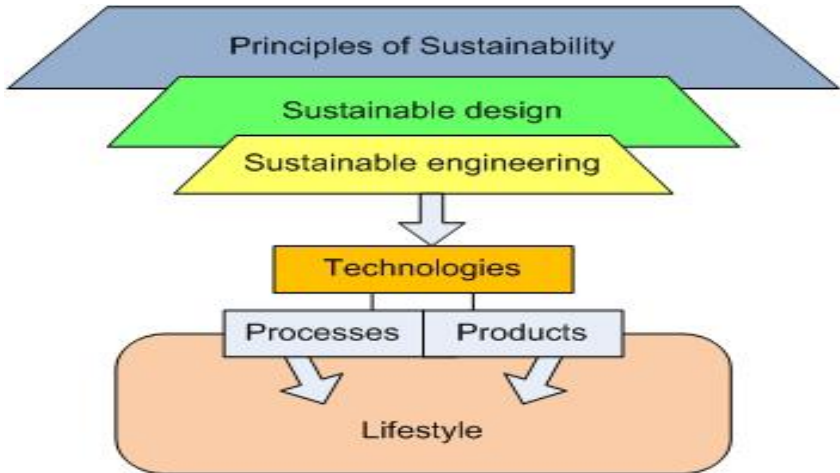 Principles of Sustainability
Sustainable design
Sustainable engineering
Technologies
Processes
Products
Lifestyle